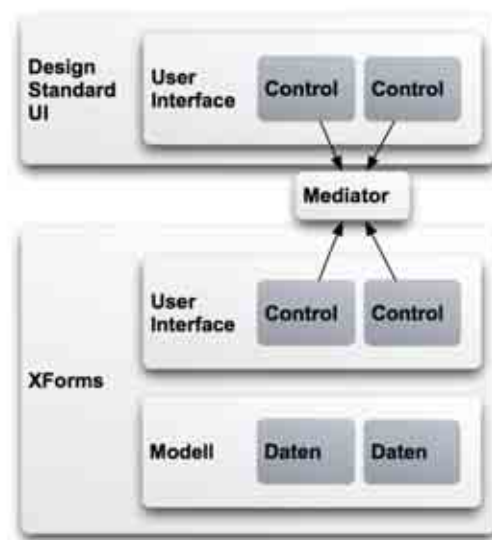 Design
Standard
UI
User
Interface
Control
Control
Mediator
XForms
User
Interface
Control
Control
Modell
Daten
Daten